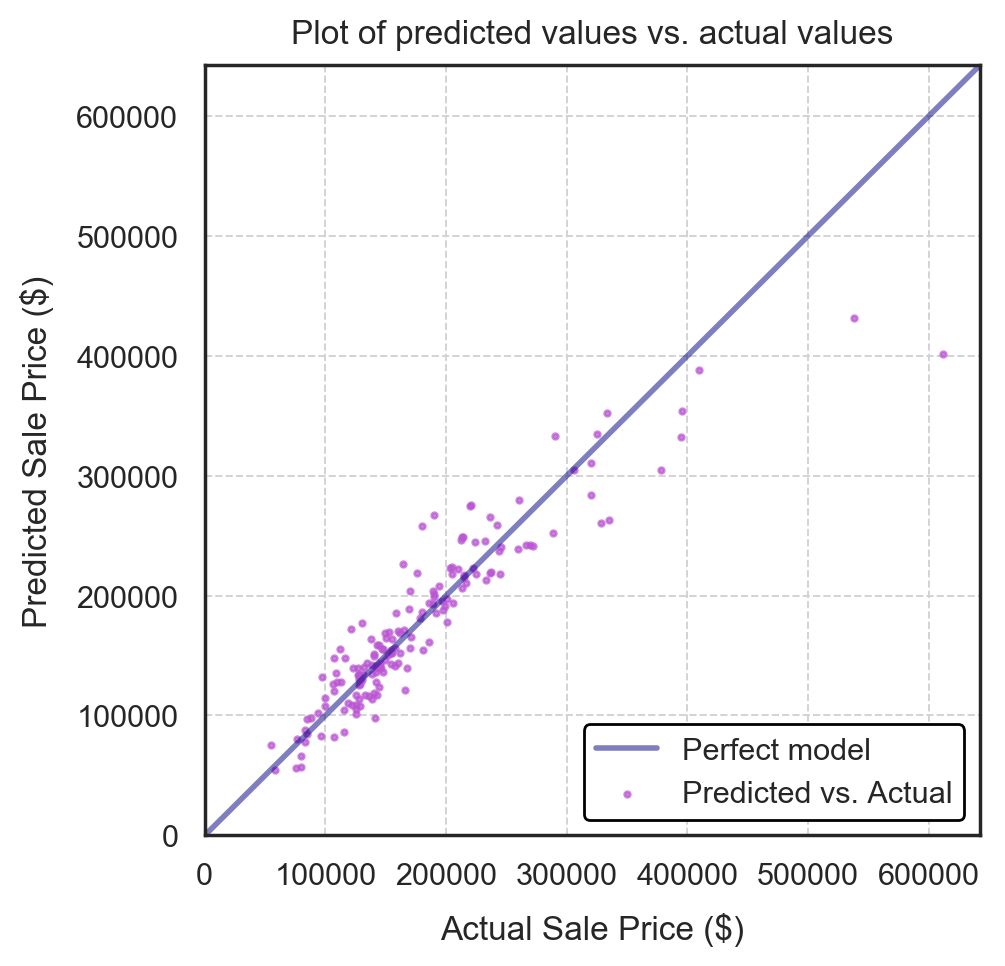 Plot of predicted values vs. actual values
600000
500000
400000
300000
200000
100000
0
Predicted Sale Price ($)
Perfect model
Predicted vs. Actual
0 100000 200000 300000 400000 500000 600000
Actual Sale Price ($)